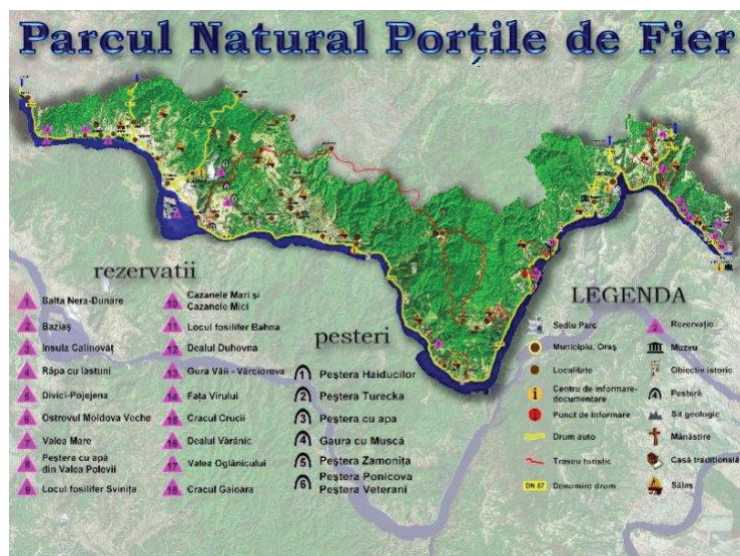 Parcul Natural Porțile de Fier
rezervatii
1 Balta Nera-Dunăre
2 Baziaș
3 Insula Calinovăț
4 Râpa cu lăstuni
5 Divici-Pojejena
6 Ostrovul Moldova Veche
7 Valea Mare
8 Peștera cu apă
din Valea Polevii
9 Locul fosilifer Svinița
10 Cazanele Mari și
Cazanele Mici
11 Locul fosilifer Bahna
12 Dealul Duhovna
13 Gura Văii - Vârciorova
14 Fața Virului
15 Cracul Crucii
16 Dealul Vărănic
17 Valea Oglănicului
18 Cracul Gaioara
pesteri
1 Peștera Haiducilor
2 Peștera Turecka
3 Peștera cu apa
4 Gaura cu Muscă
5 Peștera Zamonița
6 Peștera Ponicova
Peștera Veterani
LEGENDA
Sediu Parc
Municipiu, Oraș
Localitate
Centru de informare-
documentare
Punct de informare
Drum auto
Traseu turistic
DN 57 Denumire drum
Rezervație
Muzeu
Obiectiv istoric
4 Peșteră
Sit geologic
Mănăstire
Casă tradițională
Sălaș